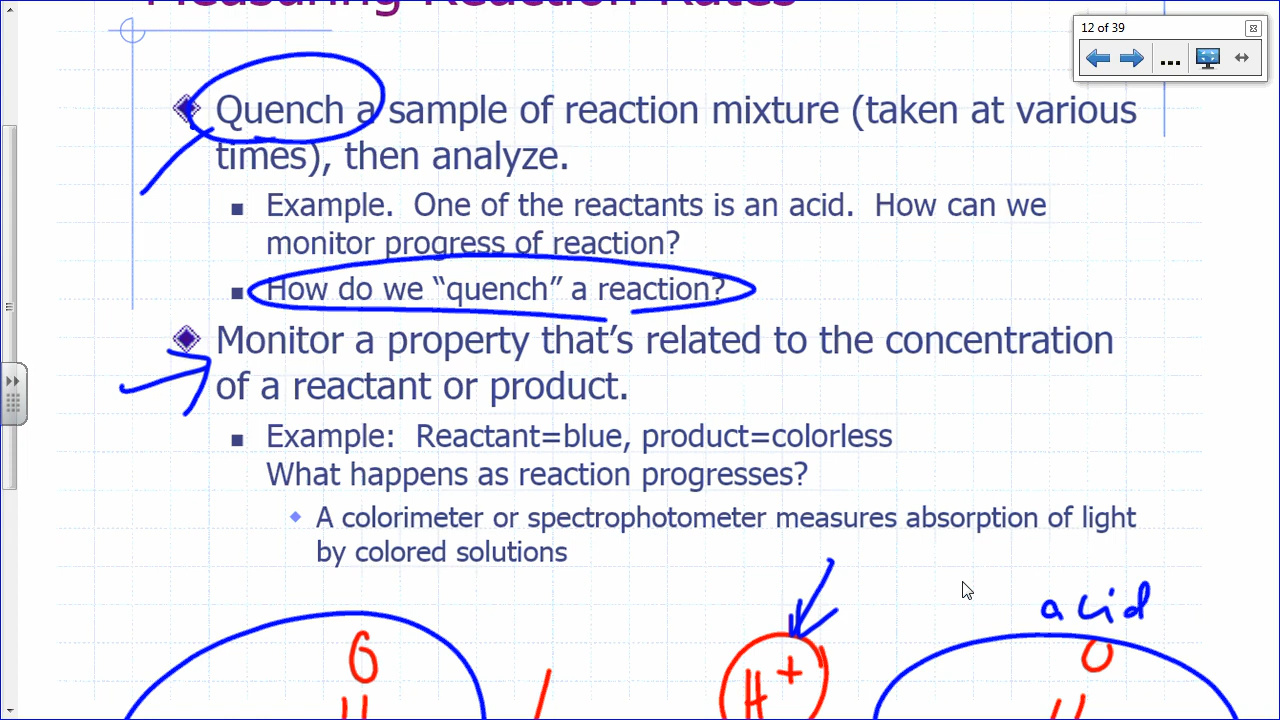 Measuring Reaction Rates
12 of 39
Quench a sample of reaction mixture (taken at various
times), then analyze.
Example. One of the reactants is an acid. How can we
monitor progress of reaction?
How do we “quench” a reaction?
Monitor a property that’s related to the concentration
of a reactant or product.
Example: Reactant=blue, product=colorless
What happens as reaction progresses?
A colorimeter or spectrophotometer measures absorption of light
by colored solutions
acid
O
H+
O